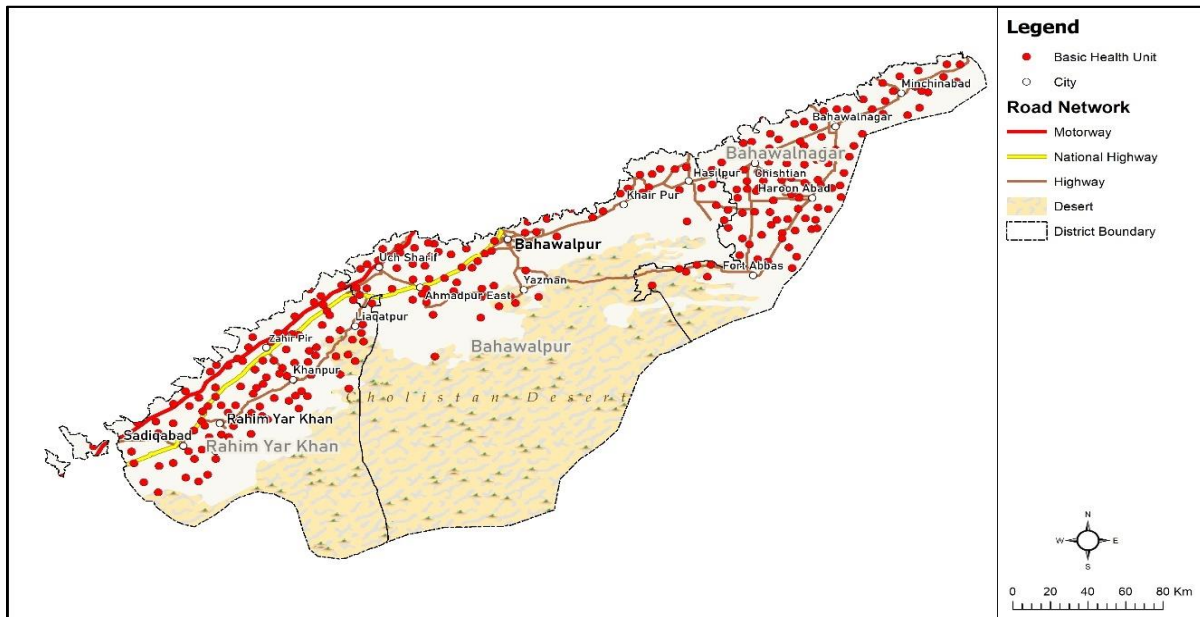 Minchinabad
Bahawalnagar
Bahawalnagar
Hasilpur
Chishtian
Haroon Abad
Khair Pur
Bahawalpur
Uch Sharif
Fort Abbas
Yazman
Ahmadpur East
Liaqatpur
Zahir Pir
Bahawalpur
Khanpur
Cholistan Desert
Rahim Yar Khan
Sadiqabad
Rahim Yar Khan
Legend
Basic Health Unit
City
Road Network
Motorway
National Highway
Highway
Desert
District Boundary
N
W E
S
0 20 40 60 80 Km